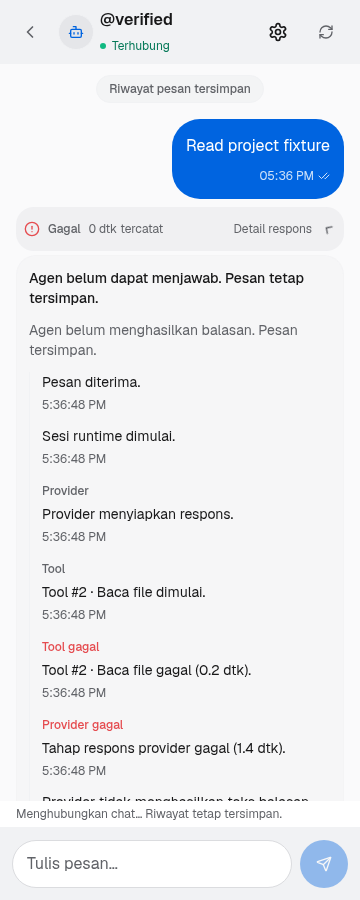 @verified
Terhubung
Riwayat pesan tersimpan
Read project fixture
05:36 PM
Gagal 0 dtk tercatat Detail respons
Agen belum dapat menjawab. Pesan tetap
tersimpan.
Agen belum menghasilkan balasan. Pesan
tersimpan.
Pesan diterima.
5:36:48 PM
Sesi runtime dimulai.
5:36:48 PM
Provider
Provider menyiapkan respons.
5:36:48 PM
Tool
Tool #2 · Baca file dimulai.
5:36:48 PM
Tool gagal
Tool #2 · Baca file gagal (0.2 dtk).
5:36:48 PM
Provider gagal
Tahap respons provider gagal (1.4 dtk).
5:36:48 PM
Provider tidak menghasilkan teks balasan
Menghubungkan chat… Riwayat tetap tersimpan.
Tulis pesan…